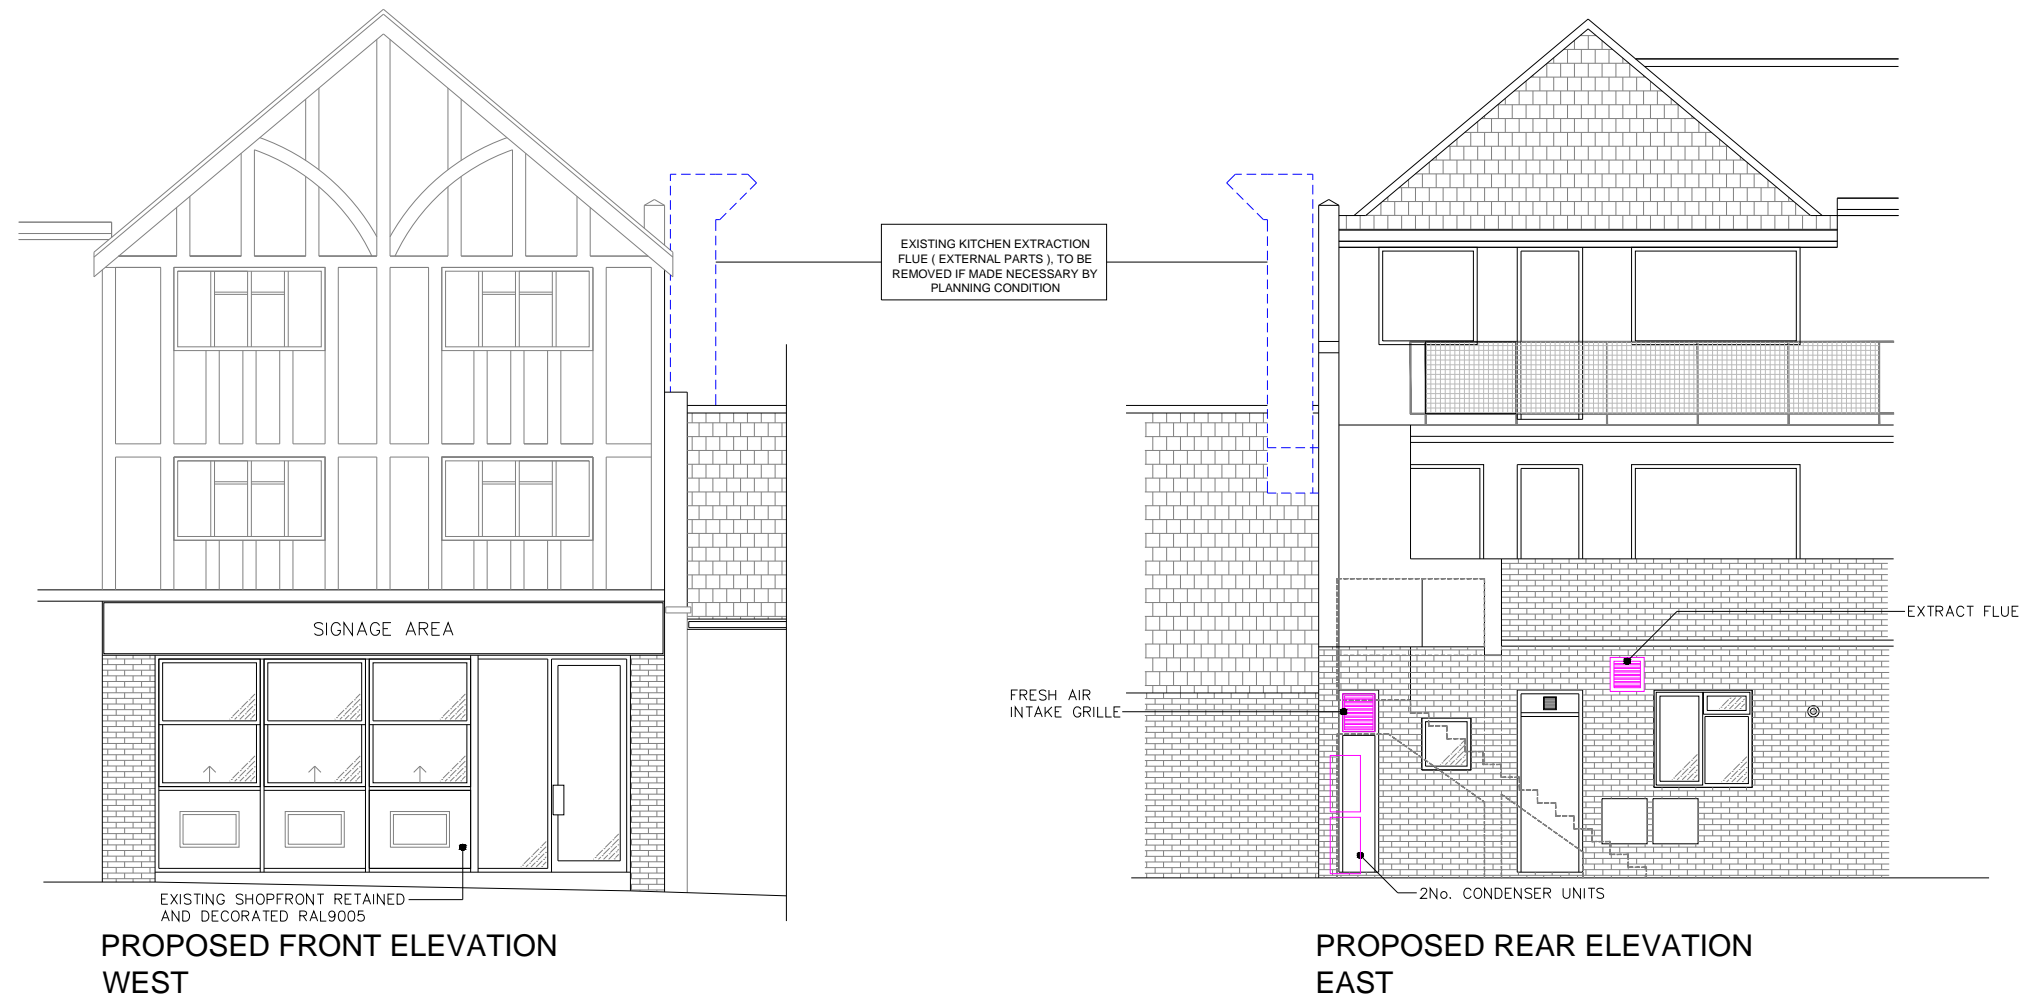 EXISTING KITCHEN EXTRACTION
FLUE ( EXTERNAL PARTS ), TO BE
REMOVED IF MADE NECESSARY BY
PLANNING CONDITION
SIGNAGE AREA
EXISTING SHOPFRONT RETAINED
AND DECORATED RAL9005
PROPOSED FRONT ELEVATION
WEST
EXTRACT FLUE
FRESH AIR
INTAKE GRILLE
2No. CONDENSER UNITS
PROPOSED REAR ELEVATION
EAST